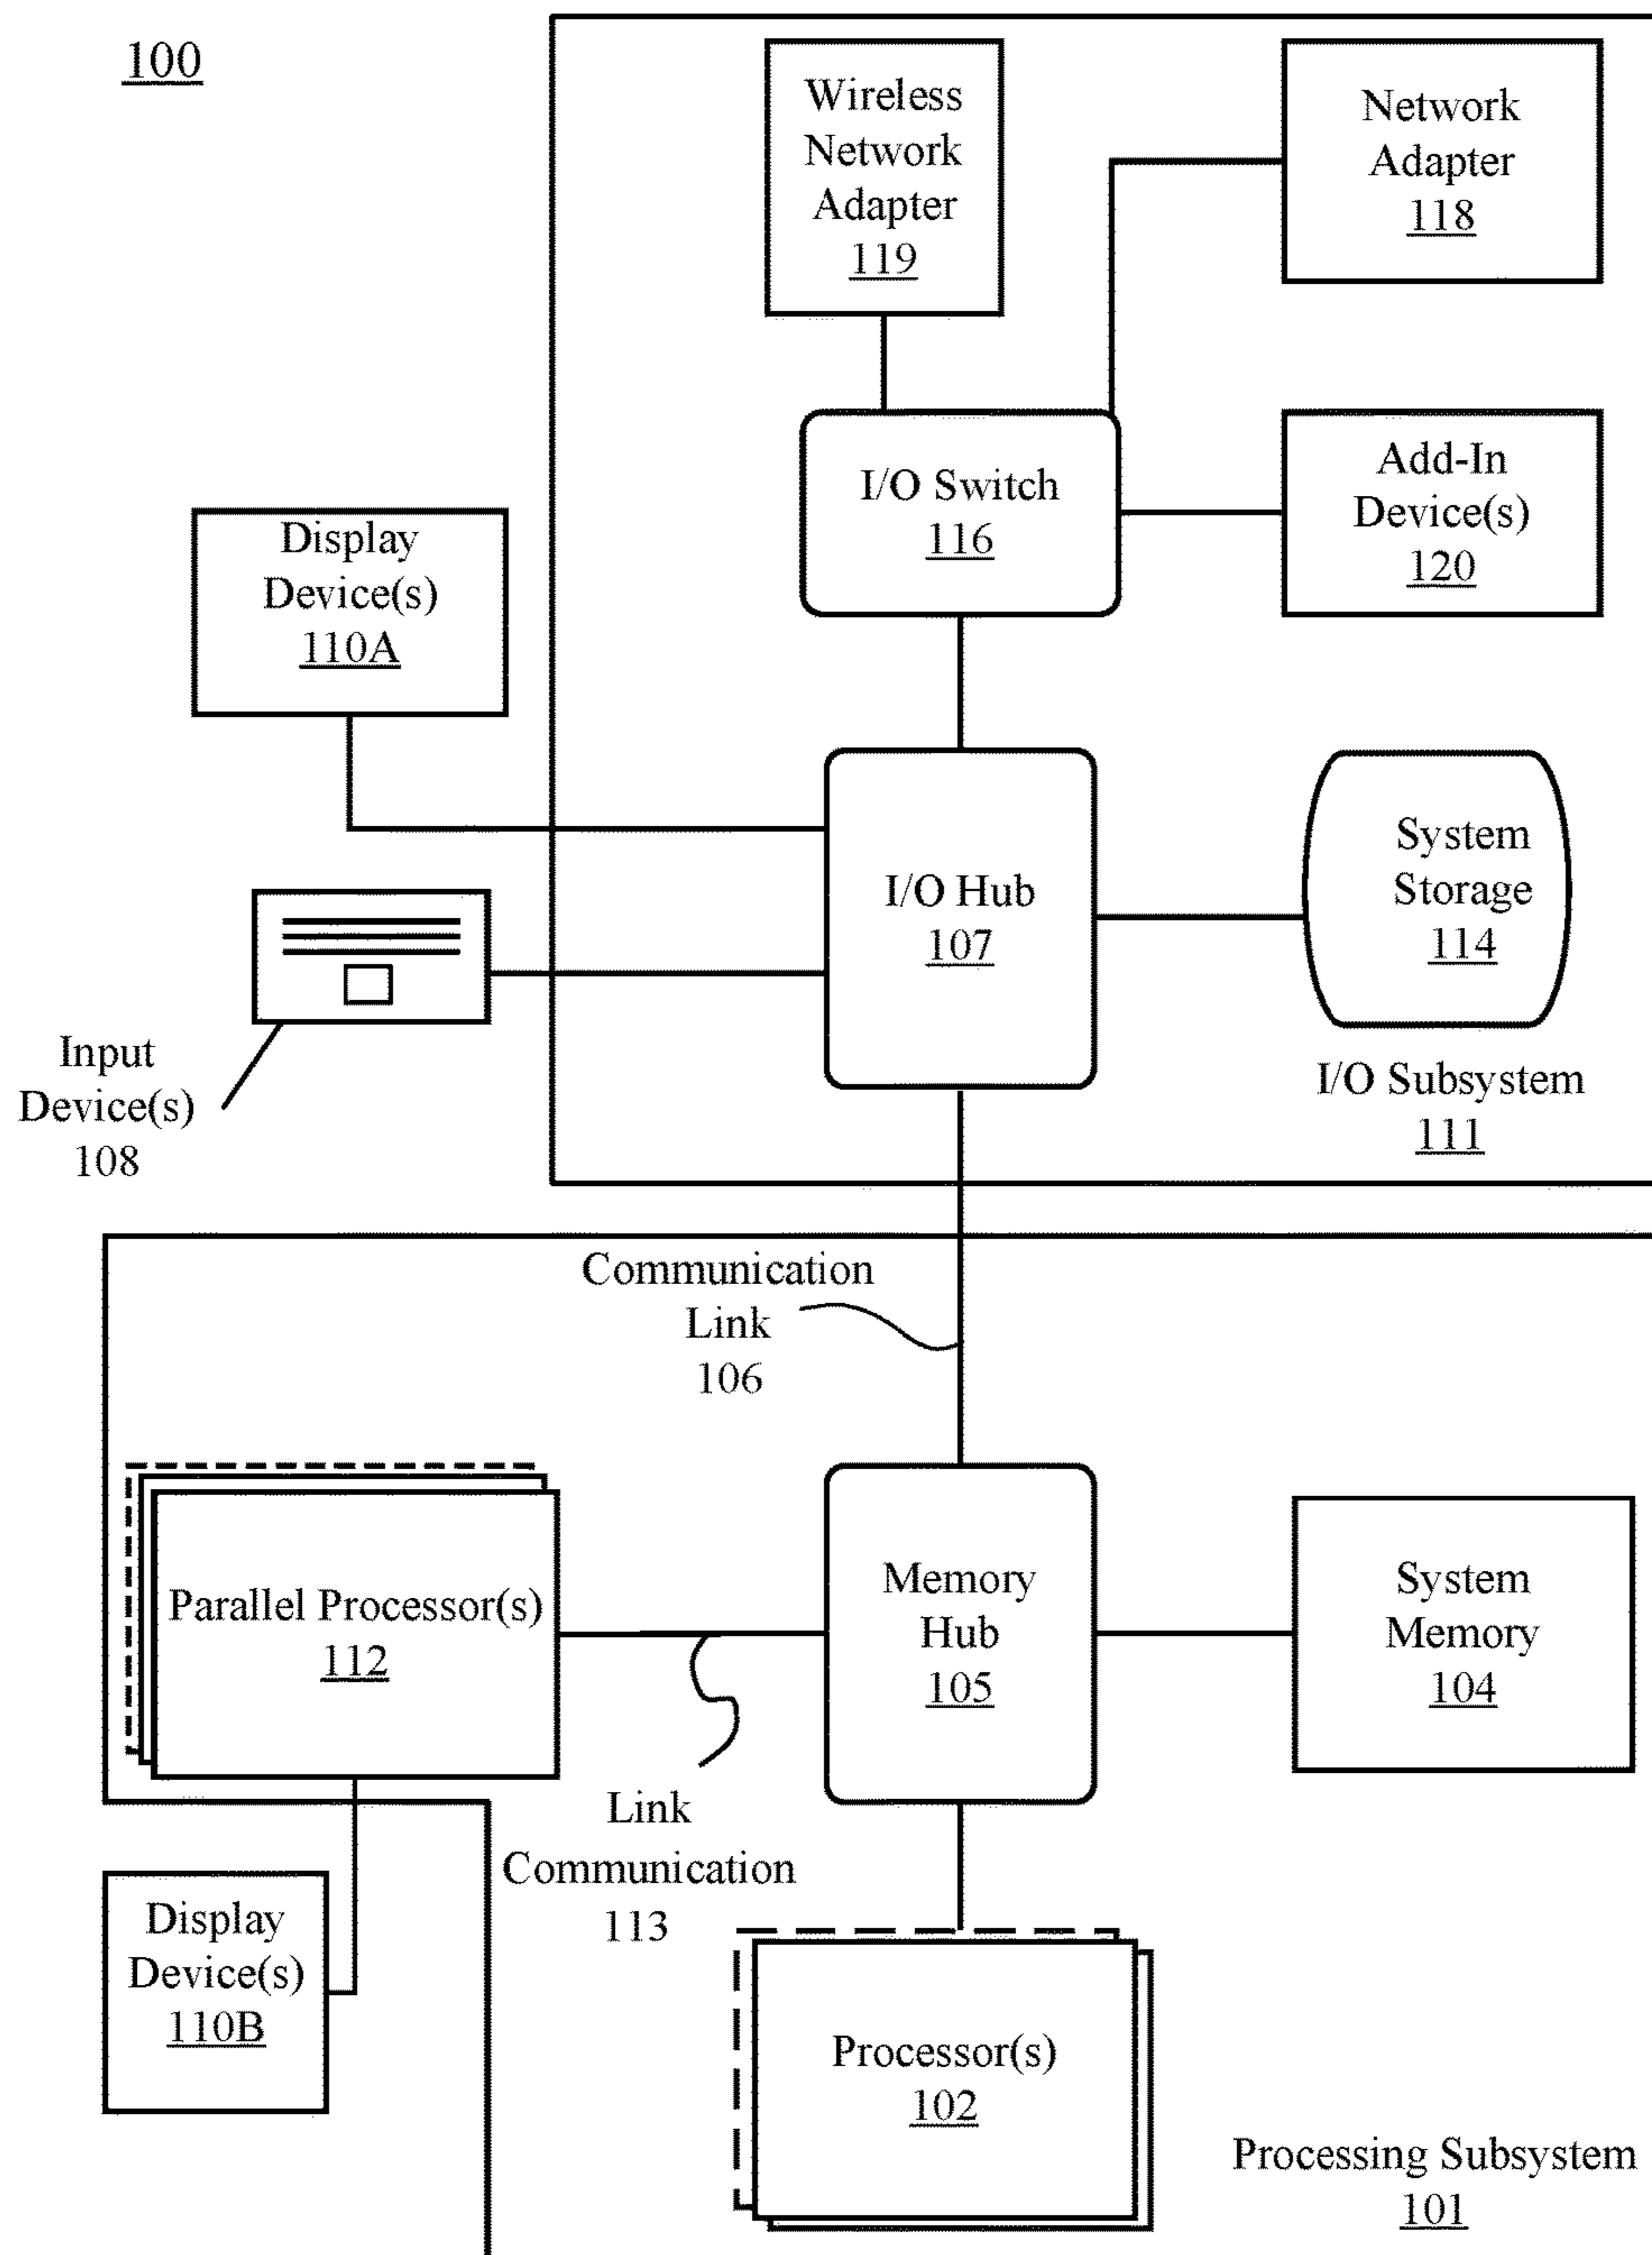 100
Wireless
Network
Adapter
119
Network
Adapter
118
I/O Switch
116
Add-In
Device(s)
120
Display
Device(s)
110A
I/O Hub
107
System
Storage
114
Input
Device(s)
108
I/O Subsystem
111
Communication
Link
106
Parallel Processor(s)
112
Memory
Hub
105
System
Memory
104
Link
Communication
113
Display
Device(s)
110B
Processor(s)
102
Processing Subsystem
101